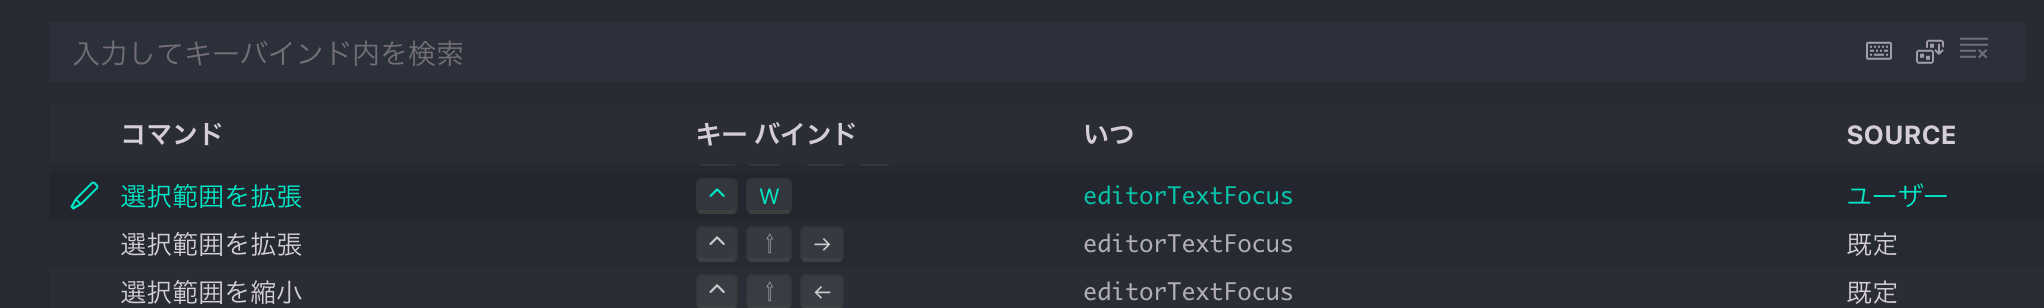 入力してキーバインド内を検索
コマンド キー バインド いつ SOURCE
選択範囲を拡張 ^ W editorTextFocus ユーザー
選択範囲を拡張 ^ ⇧ → editorTextFocus 既定
選択範囲を縮小 ^ ⇧ ← editorTextFocus 既定